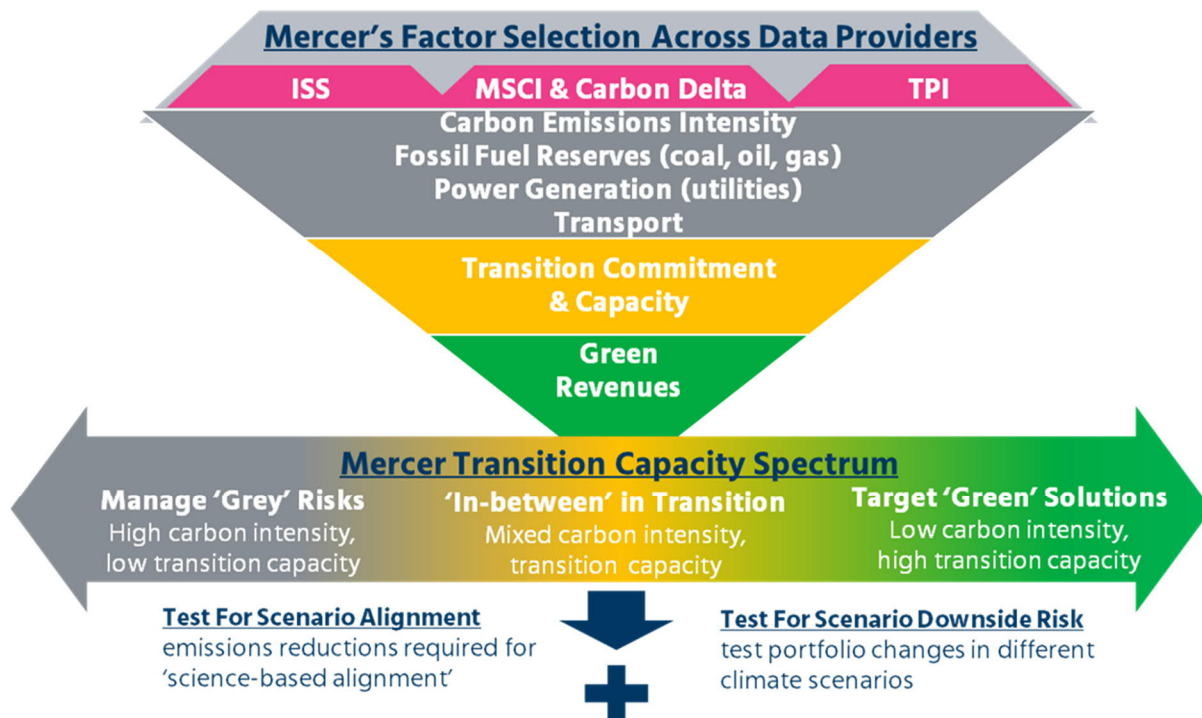 Mercer's Factor Selection Across Data Providers
ISS
MSCI & Carbon Delta
TPI
Carbon Emissions Intensity
Fossil Fuel Reserves (coal, oil, gas)
Power Generation (utilities)
Transport
Transition Commitment
& Capacity
Green
Revenues
Mercer Transition Capacity Spectrum
Manage ‘Grey’ Risks
High carbon intensity,
low transition capacity
‘In-between’ in Transition
Mixed carbon intensity,
transition capacity
Target ‘Green’ Solutions
Low carbon intensity,
high transition capacity
Test For Scenario Alignment
emissions reductions required for
‘science-based alignment’
Test For Scenario Downside Risk
test portfolio changes in different
climate scenarios